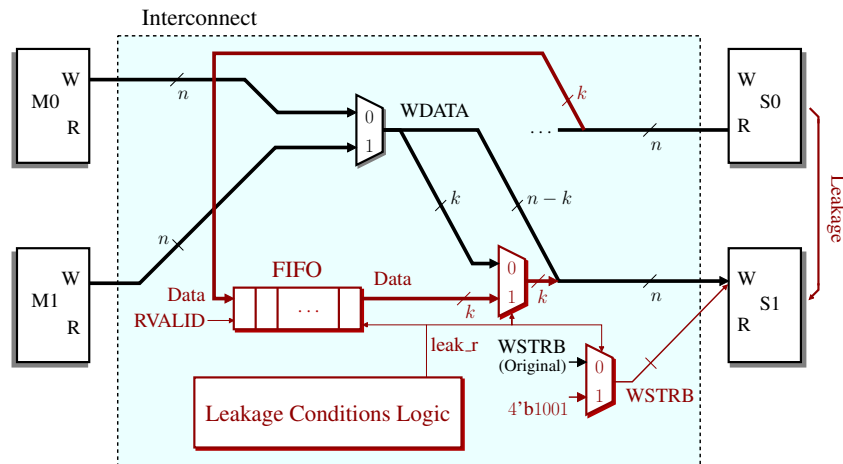 Interconnect
W
M0
R
n
0
1
WDATA
k
...
n
W
S0
R
Leakage
n
k
n − k
W
M1
R
FIFO
Data
Data
...
RVALID
k
0
1
k
n
W
S1
R
leak_r
WSTRB
(Original)
0
1
4'b1001
WSTRB
Leakage Conditions Logic